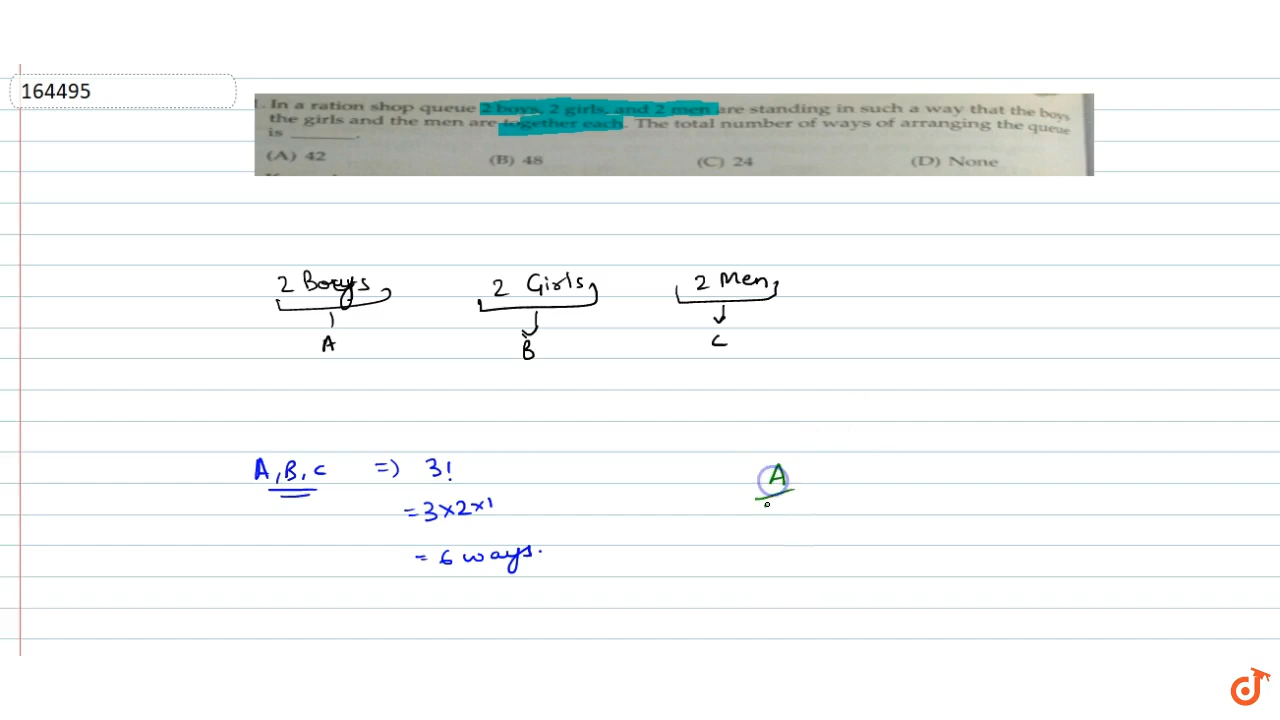 164495
1. In a ration shop queue 2 boys, 2 girls, and 2 men are standing in such a way that the boys
the girls and the men are together each. The total number of ways of arranging the queue
is ______.
(A) 42 (B) 48 (C) 24 (D) None
2 Boys 2 Girls 2 Men
A B C
A, B, C => 3! A
= 3×2×1
= 6 ways.